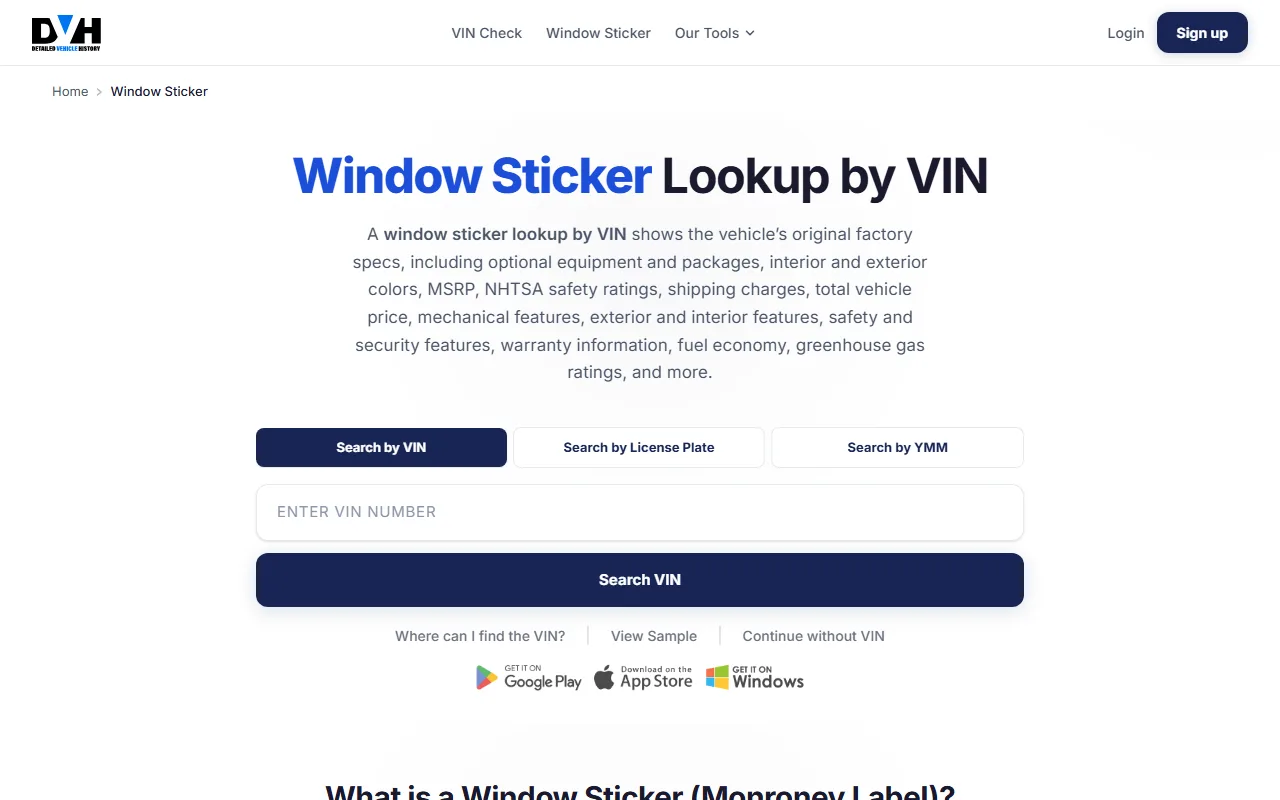 DVH
DETAILED VEHICLE HISTORY
VIN Check
Window Sticker
Our Tools
Login
Sign up
Home
Window Sticker
Window Sticker Lookup by VIN
A window sticker lookup by VIN shows the vehicle’s original factory
specs, including optional equipment and packages, interior and exterior
colors, MSRP, NHTSA safety ratings, shipping charges, total vehicle
price, mechanical features, exterior and interior features, safety and
security features, warranty information, fuel economy, greenhouse gas
ratings, and more.
Search by VIN
Search by License Plate
Search by YMM
ENTER VIN NUMBER
Search VIN
Where can I find the VIN?
View Sample
Continue without VIN
GET IT ON
Google Play
Download on the
App Store
GET IT ON
Windows
What is a Window Sticker (Monroney Label)?